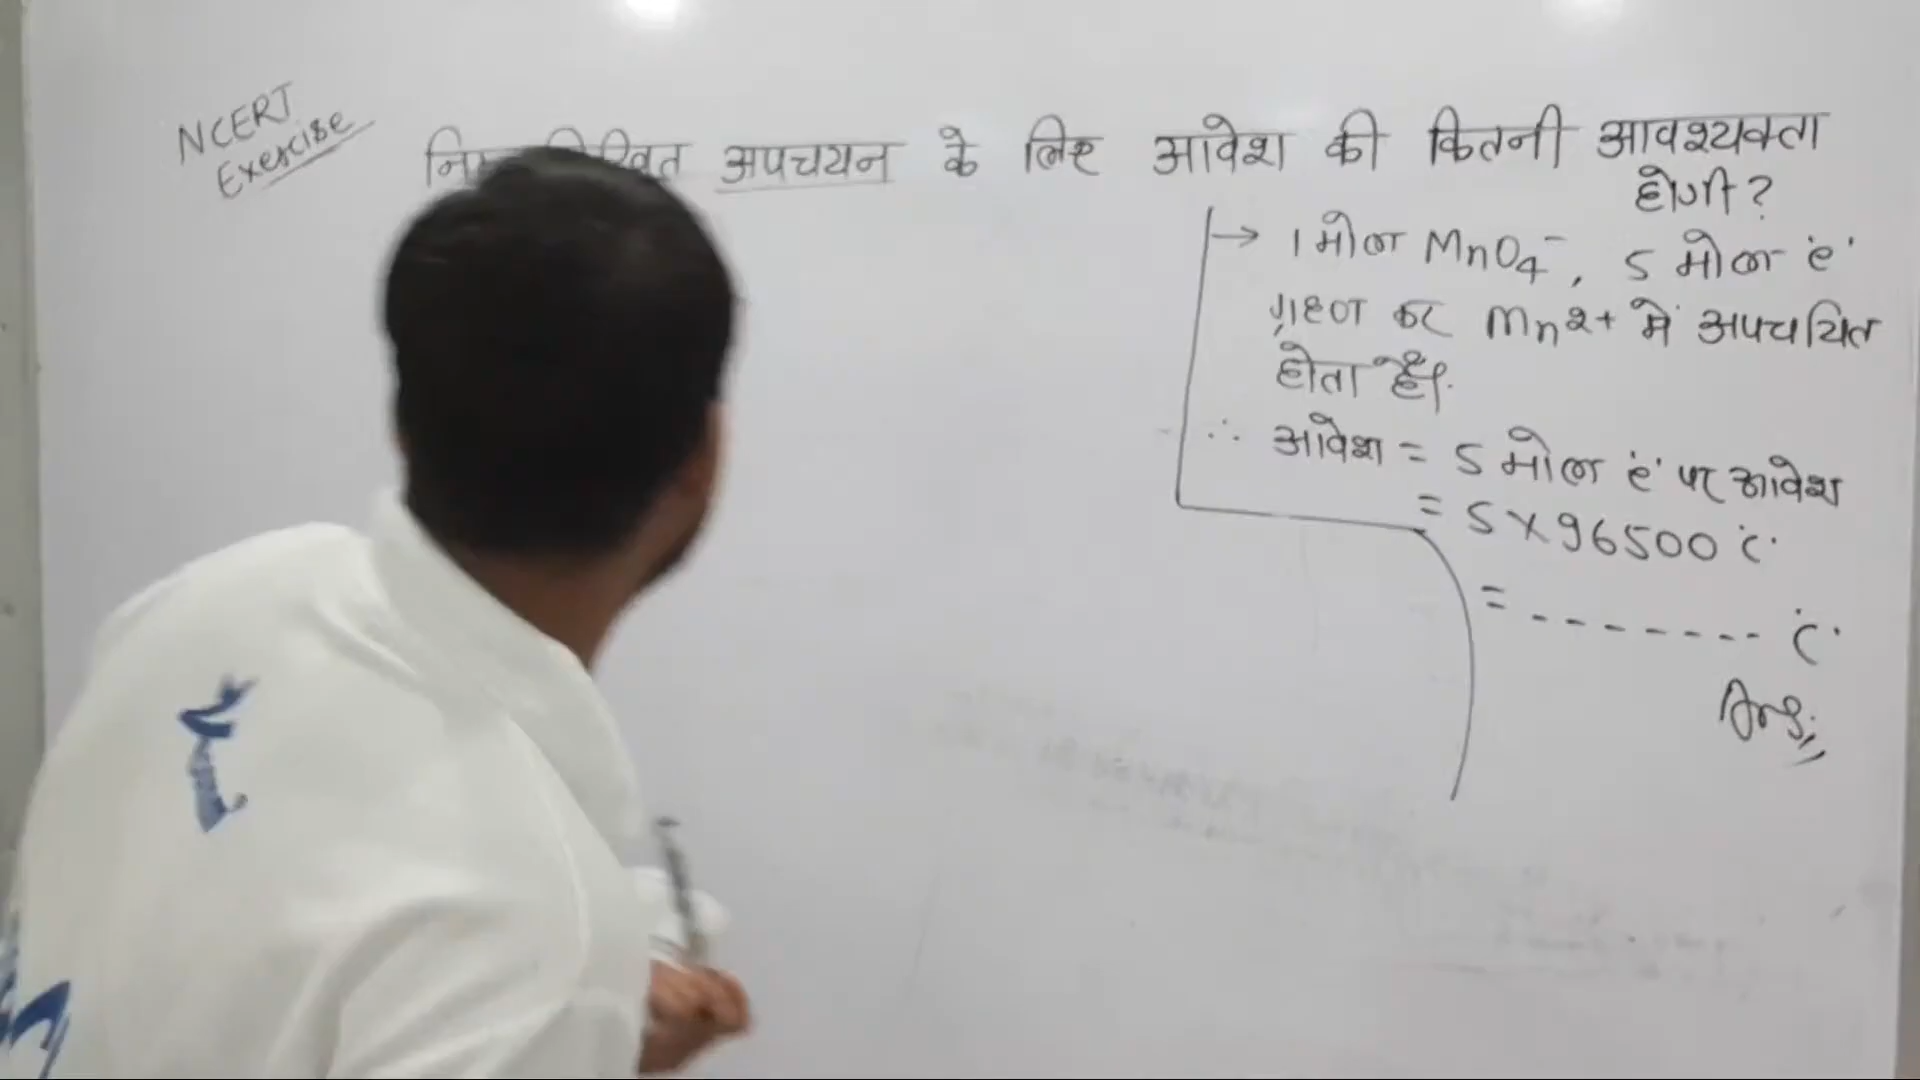 NCERT
Exercise
अपचयन के लिए आवेश की कितनी आवश्यकता
होगी?
→ 1 मोल MnO₄⁻, 5 मोल 'e'
ग्रहण कर Mn2+ में अपचयित
होता है।
∴ आवेश = 5 मोल 'e' पर आवेश
= 5 X 96500 'C'
= -------- 'C'
Ans,,